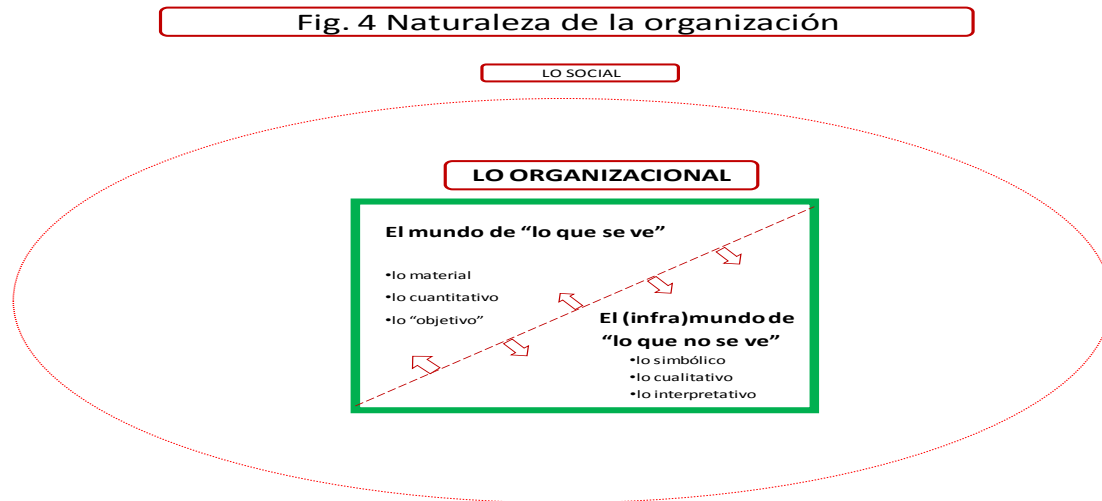 Fig. 4 Naturaleza de la organización
LO SOCIAL
LO ORGANIZACIONAL
El mundo de “lo que se ve”
•lo material
•lo cuantitativo
•lo “objetivo”
El (infra)mundo de
“lo que no se ve”
•lo simbólico
•lo cualitativo
•lo interpretativo